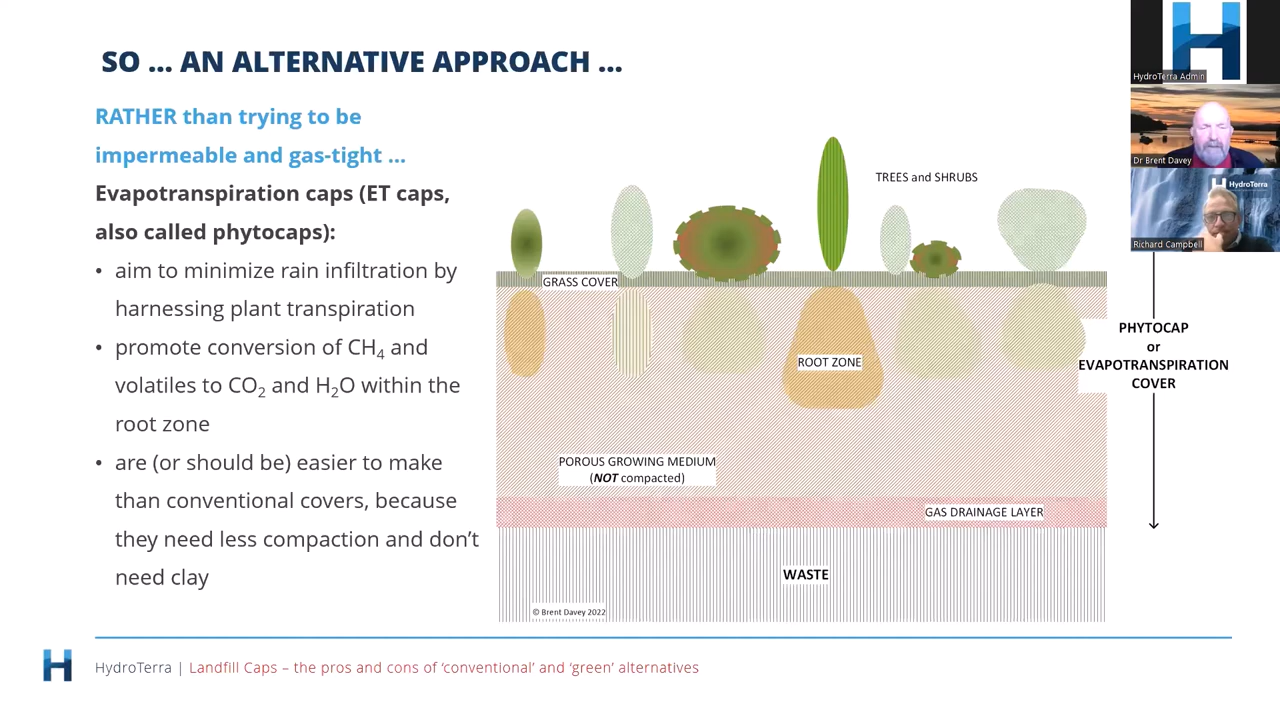 SO ... AN ALTERNATIVE APPROACH ...
RATHER than trying to be
impermeable and gas-tight ...
Evapotranspiration caps (ET caps,
also called phytocaps):
• aim to minimize rain infiltration by
harnessing plant transpiration
• promote conversion of CH₄ and
volatiles to CO₂ and H₂O within the
root zone
• are (or should be) easier to make
than conventional covers, because
they need less compaction and don't
need clay
TREES and SHRUBS
GRASS COVER
ROOT ZONE
POROUS GROWING MEDIUM
(NOT compacted)
GAS DRAINAGE LAYER
WASTE
© Brent Davey 2022
PHYTOCAP
or
EVAPOTRANSPIRATION
COVER
HydroTerra Admin
Dr Brent Davey
HydroTerra
Richard Campbell
HydroTerra | Landfill Caps – the pros and cons of 'conventional' and 'green' alternatives